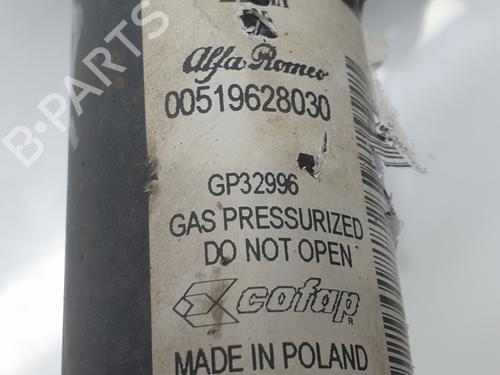 Alfa Romeo
00519628030
GP32996
GAS PRESSURIZED
DO NOT OPEN
cofap
R
MADE IN POLAND
B-PARTS